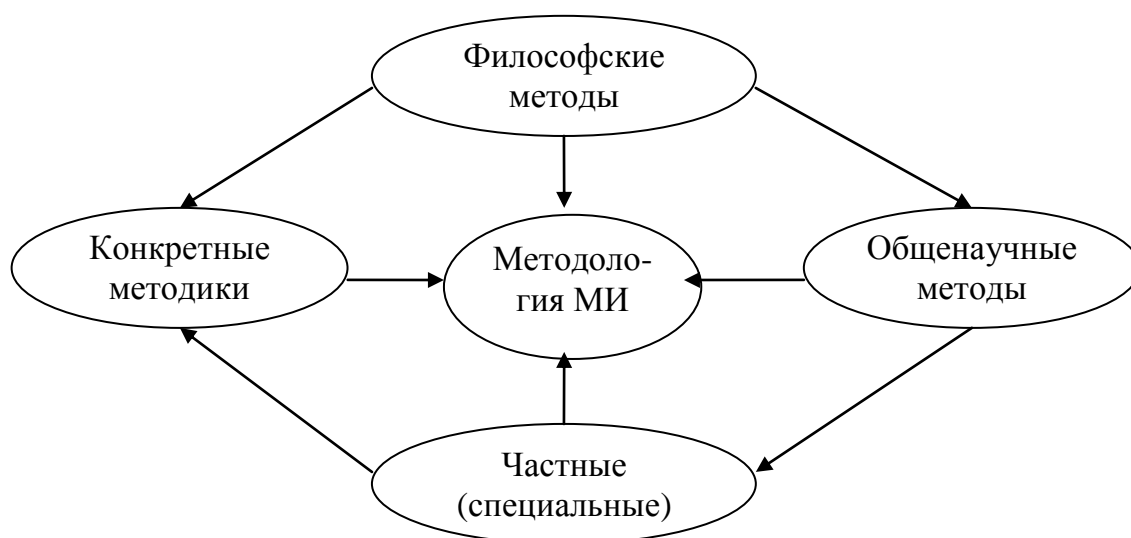 Философские
методы
Конкретные
методики
Методоло-
гия МИ
Общенаучные
методы
Частные
(специальные)